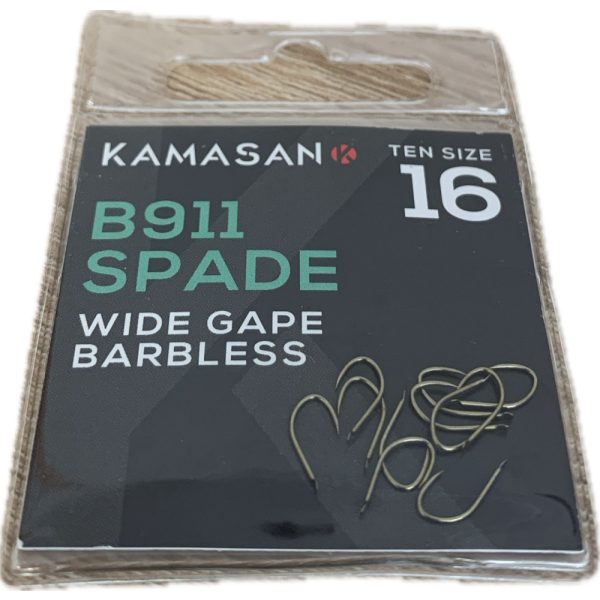 KAMASAN K
TEN SIZE
16
B911
SPADE
WIDE GAPE
BARBLESS